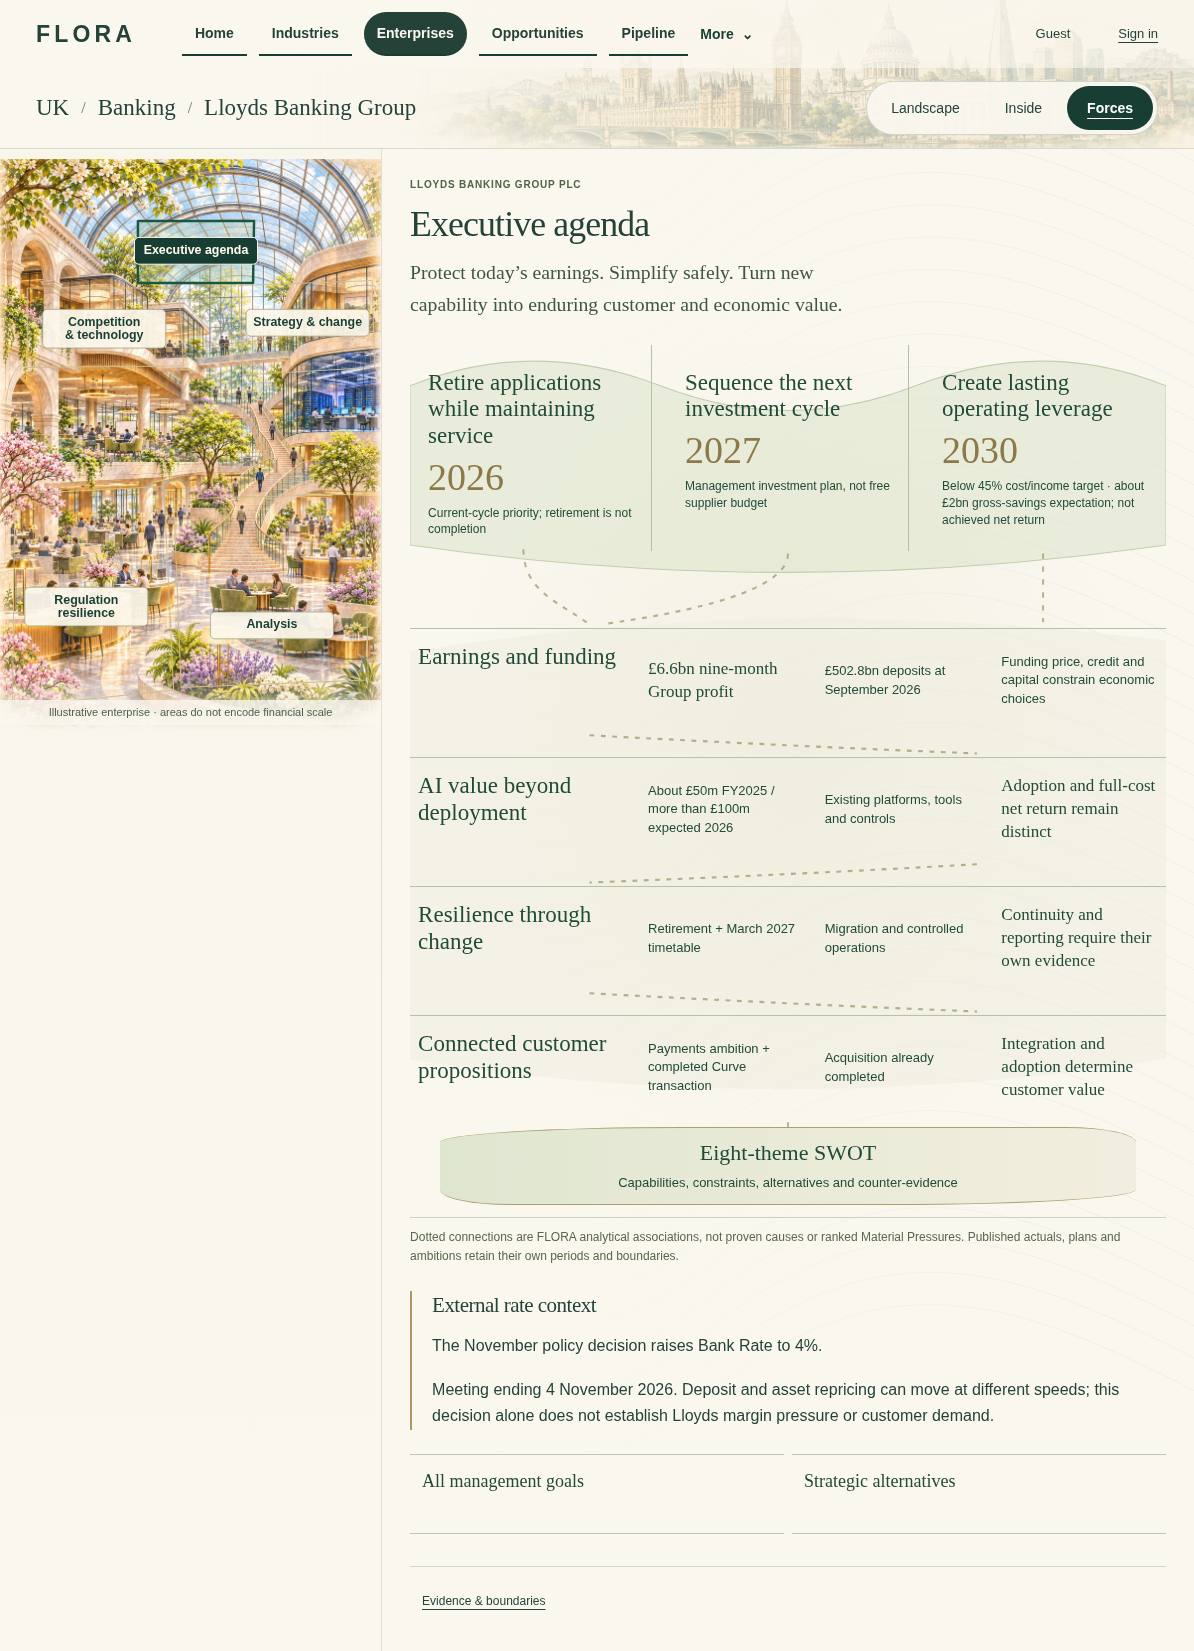 FLORA
Home
Industries
Enterprises
Opportunities
Pipeline
More
Guest
Sign in
UK / Banking / Lloyds Banking Group
Landscape
Inside
Forces
Executive agenda
Competition
& technology
Strategy & change
Regulation
resilience
Analysis
Illustrative enterprise · areas do not encode financial scale
LLOYDS BANKING GROUP PLC
Executive agenda
Protect today’s earnings. Simplify safely. Turn new
capability into enduring customer and economic value.
Retire applications
while maintaining
service
2026
Current-cycle priority; retirement is not
completion
Sequence the next
investment cycle
2027
Management investment plan, not free
supplier budget
Create lasting
operating leverage
2030
Below 45% cost/income target · about
£2bn gross-savings expectation; not
achieved net return
Earnings and funding
£6.6bn nine-month
Group profit
£502.8bn deposits at
September 2026
Funding price, credit and
capital constrain economic
choices
AI value beyond
deployment
About £50m FY2025 /
more than £100m
expected 2026
Existing platforms, tools
and controls
Adoption and full-cost
net return remain
distinct
Resilience through
change
Retirement + March 2027
timetable
Migration and controlled
operations
Continuity and
reporting require their
own evidence
Connected customer
propositions
Payments ambition +
completed Curve
transaction
Acquisition already
completed
Integration and
adoption determine
customer value
Eight-theme SWOT
Capabilities, constraints, alternatives and counter-evidence
Dotted connections are FLORA analytical associations, not proven causes or ranked Material Pressures. Published actuals, plans and
ambitions retain their own periods and boundaries.
External rate context
The November policy decision raises Bank Rate to 4%.
Meeting ending 4 November 2026. Deposit and asset repricing can move at different speeds; this
decision alone does not establish Lloyds margin pressure or customer demand.
All management goals
Strategic alternatives
Evidence & boundaries